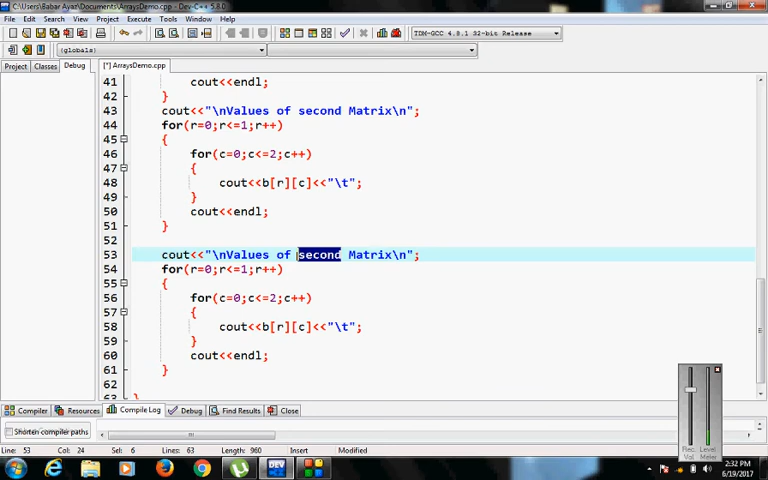 C:\Users\Babar Ayaz\Documents\ArraysDemo.cpp - Dev-C++ 5.8.0
File Edit Search View Project Execute Tools AStyle Window Help
TDM-GCC 4.8.1 32-bit Release
(globals)
Project Classes Debug [*] ArraysDemo.cpp
41 cout<<endl;
42 }
43 cout<<"\nValues of second Matrix\n";
44 for(r=0;r<=1;r++)
45 {
46 for(c=0;c<=2;c++)
47 {
48 cout<<b[r][c]<<"\t";
49 }
50 cout<<endl;
51 }
52
53 cout<<"\nValues of second Matrix\n";
54 for(r=0;r<=1;r++)
55 {
56 for(c=0;c<=2;c++)
57 {
58 cout<<b[r][c]<<"\t";
59 }
60 cout<<endl;
61 }
62
63 }
Compiler Resources Compile Log Debug Find Results Close
Shorten compiler paths
Rec. Vol Level Meter
Line: 53 Col: 24 Sel: 6 Lines: 63 Length: 960 Insert Modified
DEV
2:32 PM
6/19/2017